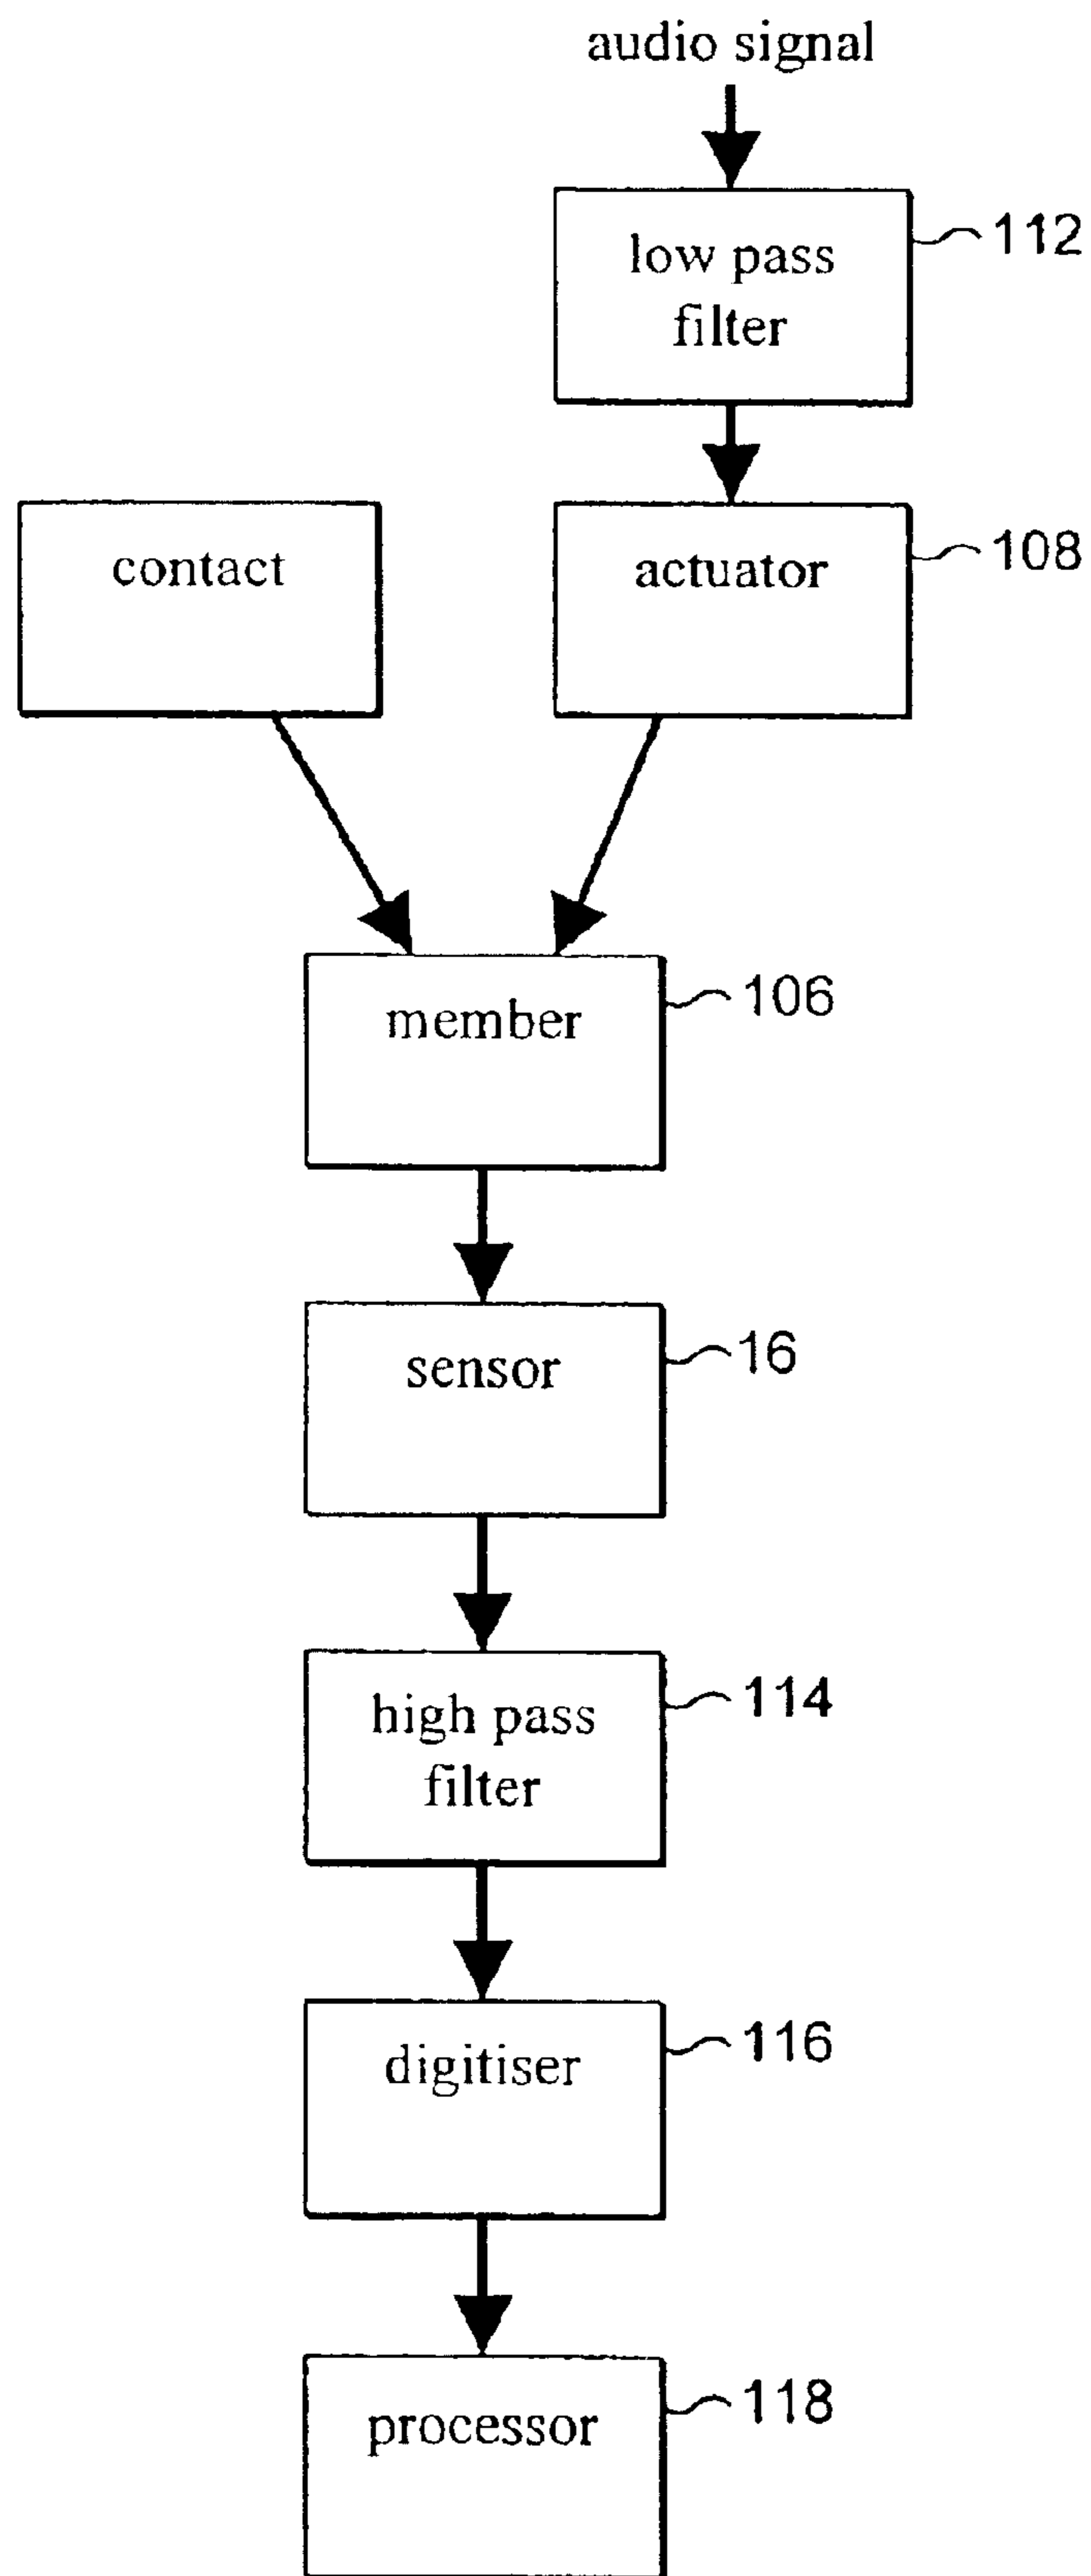 audio signal
low pass
filter
112
contact
actuator
108
member
106
sensor
16
high pass
filter
114
digitiser
116
processor
118